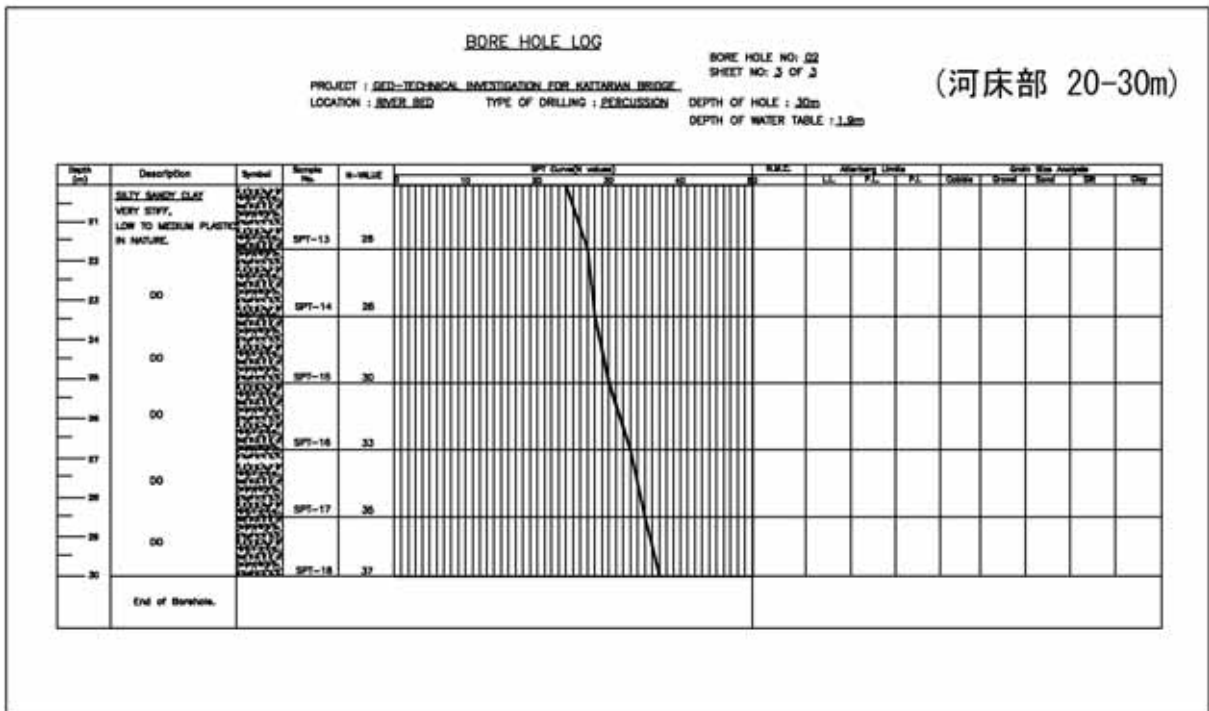 BORE HOLE LOG
BORE HOLE NO: 02
SHEET NO: 3 OF 3
(河床部 20-30m)
PROJECT : GEO-TECHNICAL INVESTIGATION FOR KATTARIAN BRIDGE
LOCATION : RIVER BED TYPE OF DRILLING : PERCUSSION DEPTH OF HOLE : 30m
DEPTH OF WATER TABLE : 1.9m
Depth (m) Description Symbol Sample No. N-VALUE SPT Curve(N values) Atterberg Limits Grain Size Analysis
10 20 30 40 50 L.L. P.L. Cobble Gravel Sand Silt Clay
SILTY SANDY CLAY
VERY STIFF,
21 LOW TO MEDIUM PLASTIC
IN NATURE. SPT-13
22
23 DO SPT-14
24
DO
25 SPT-15 30
26 DO
SPT-16 33
27
DO
28 SPT-17
29 DO
30 SPT-18 37
End of Borehole.